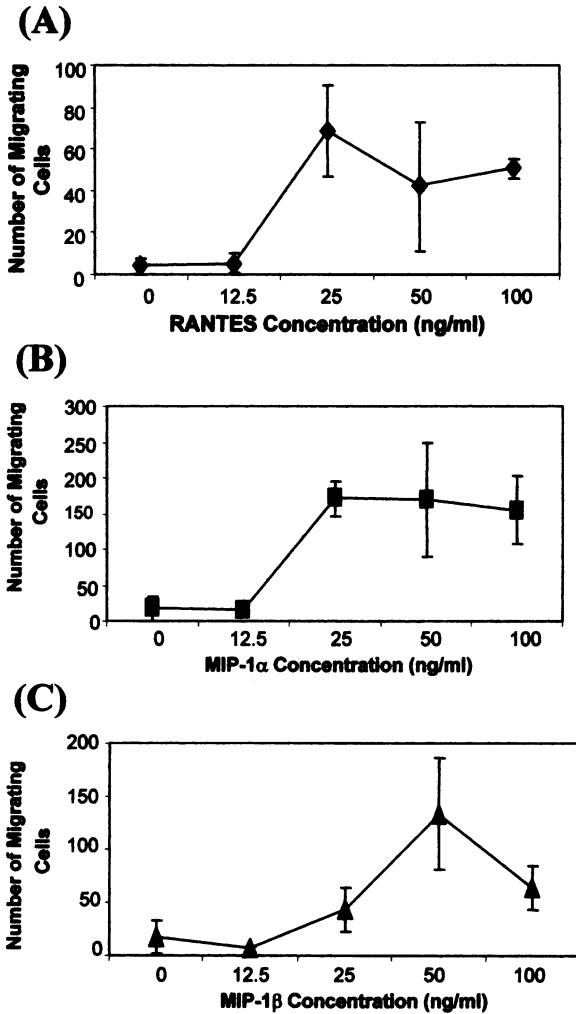 (A)
Number of Migrating
Cells
100
80
60
40
20
0
0 12.5 25 50 100
RANTES Concentration (ng/ml)
(B)
Number of Migrating
Cells
300
250
200
150
100
50
0
0 12.5 25 50 100
MIP-1α Concentration (ng/ml)
(C)
Number of Migrating
Cells
200
150
100
50
0
0 12.5 25 50 100
MIP-1β Concentration (ng/ml)